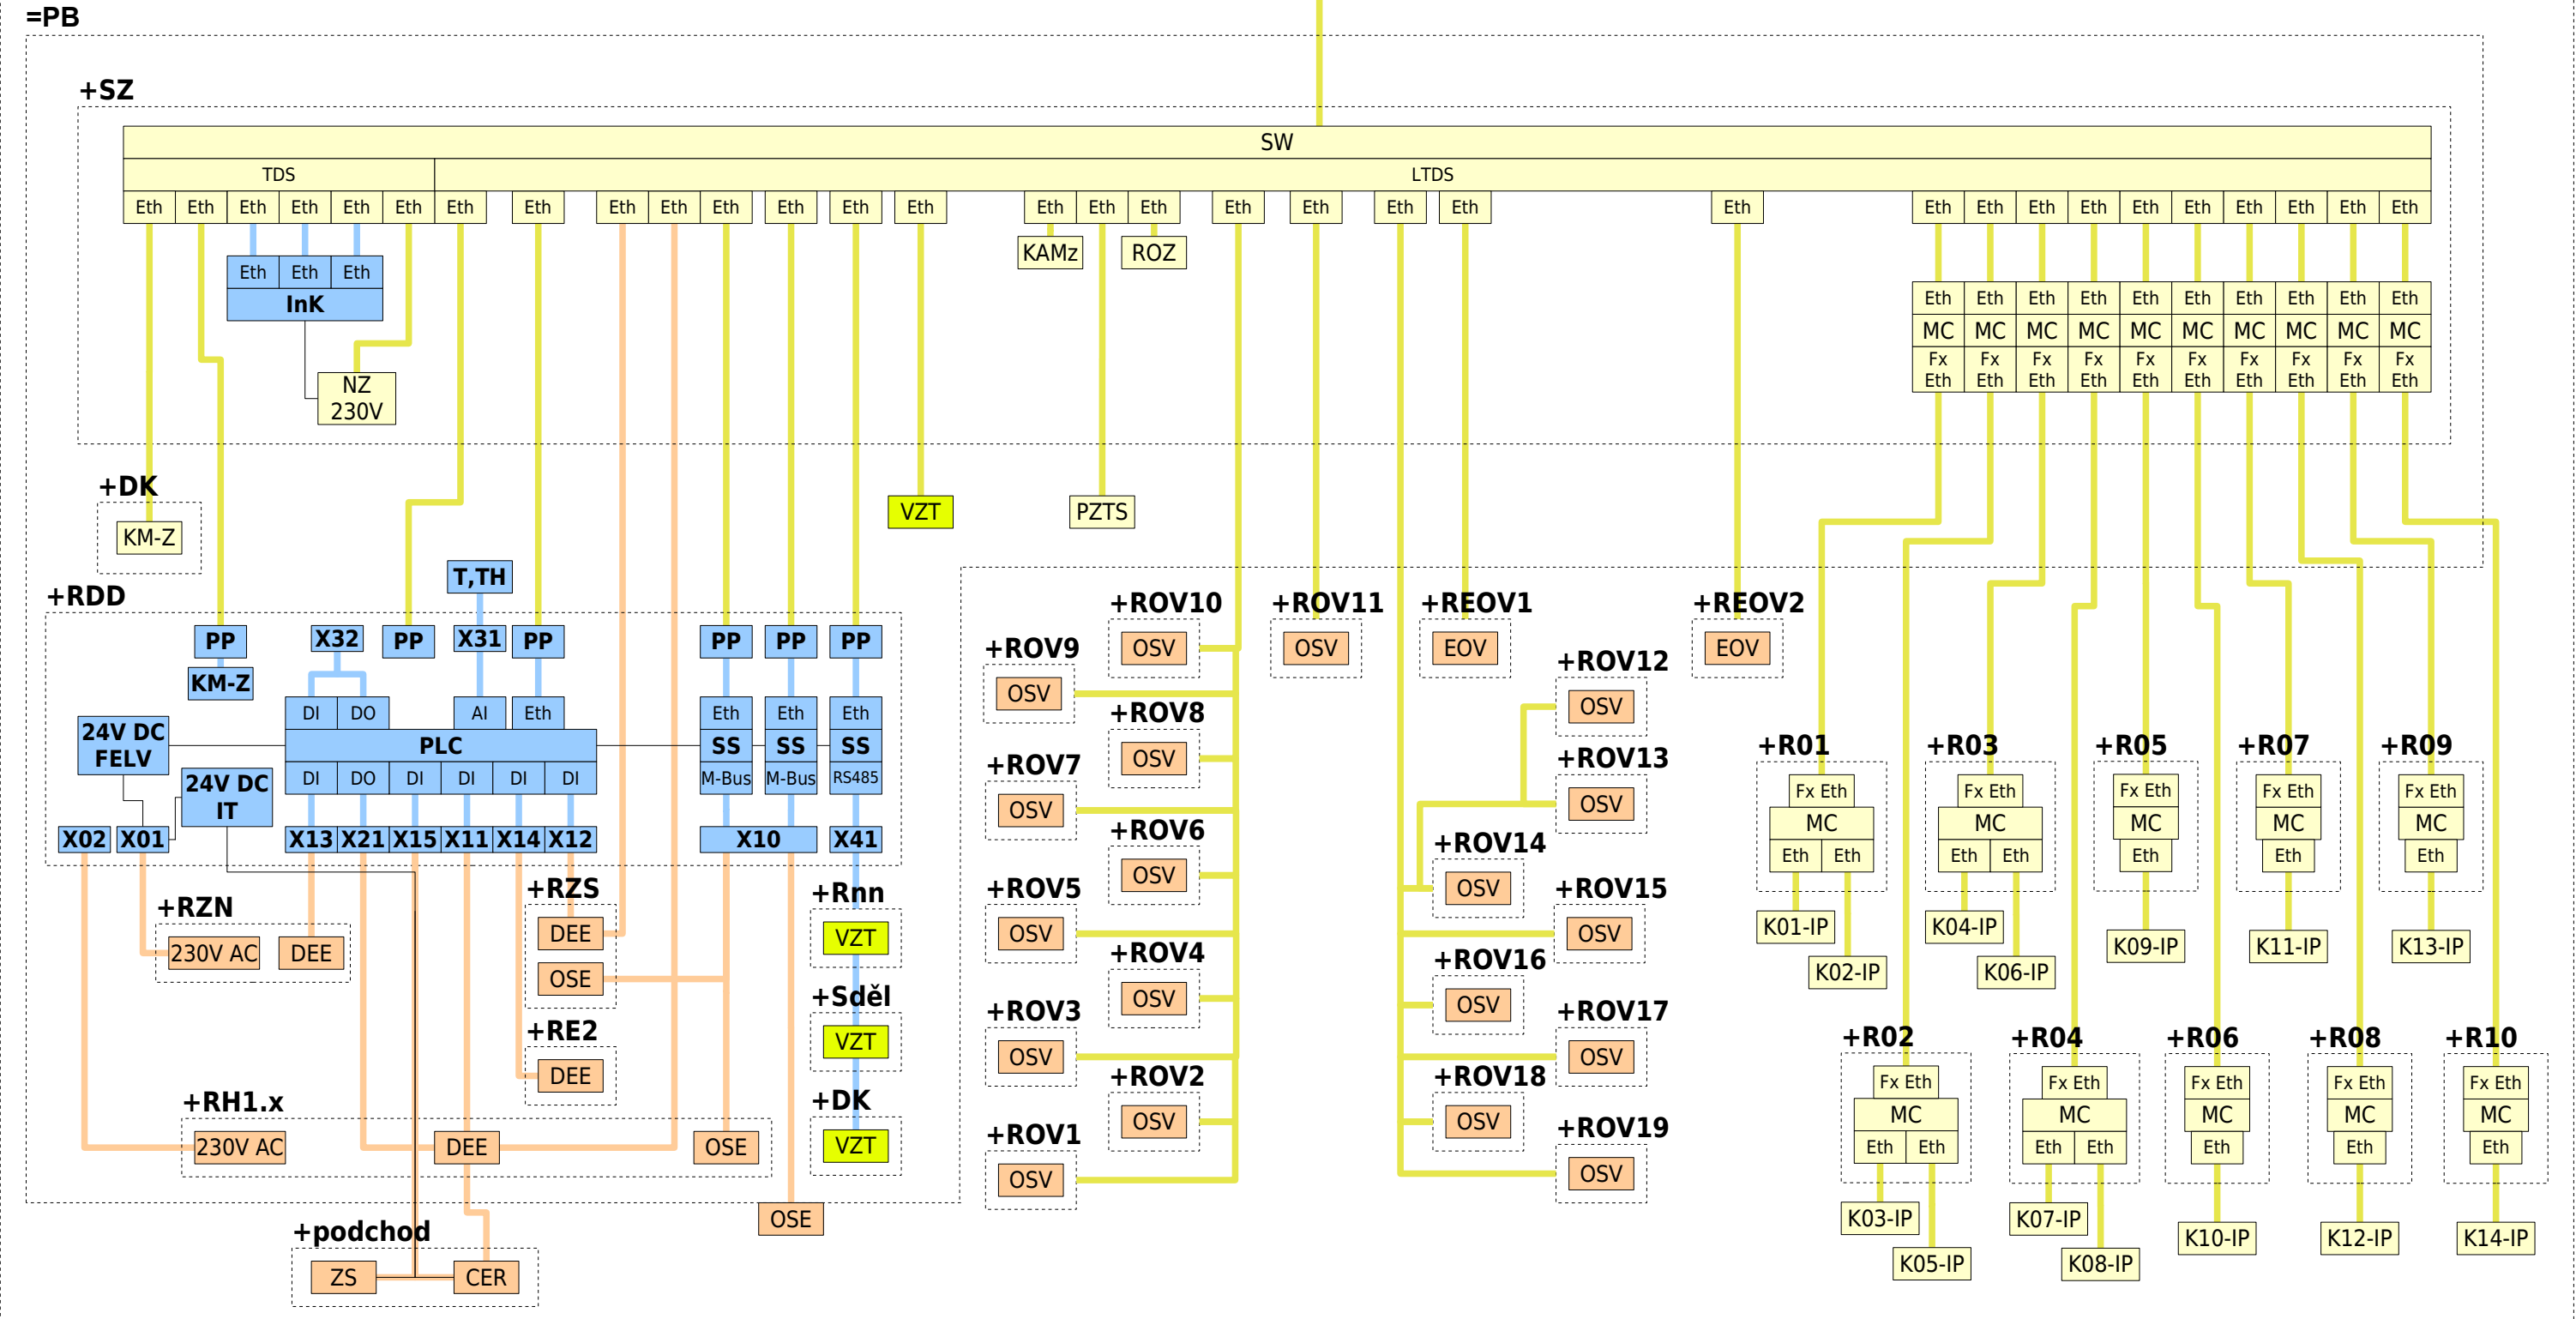 =PB
+SZ
SW
TDS LTDS
Eth Eth Eth Eth Eth Eth Eth Eth Eth Eth Eth Eth Eth Eth Eth Eth Eth Eth Eth Eth Eth Eth Eth Eth Eth Eth Eth Eth Eth Eth Eth Eth
KAMz ROZ
Eth Eth Eth
InK
Eth Eth Eth Eth Eth Eth Eth Eth Eth Eth
MC MC MC MC MC MC MC MC MC MC
Fx Fx Fx Fx Fx Fx Fx Fx Fx Fx
Eth Eth Eth Eth Eth Eth Eth Eth Eth Eth
NZ
230V
+DK
KM-Z
VZT
PZTS
T,TH
+RDD
PP X32 PP X31 PP PP PP PP
KM-Z
DI DO AI Eth Eth Eth Eth
24V DC
FELV
PLC SS SS SS
24V DC
IT
DI DO DI DI DI DI M-Bus M-Bus RS485
X02 X01 X13 X21 X15 X11 X14 X12 X10 X41
+RZN
230V AC DEE
+RZS
DEE
OSE
+RE2
DEE
+RH1.x
230V AC DEE OSE
+Rnn
VZT
+Sděl
VZT
+DK
VZT
OSE
+podchod
ZS CER
+ROV10
OSV
+ROV9
OSV
+ROV8
OSV
+ROV7
OSV
+ROV6
OSV
+ROV5
OSV
+ROV4
OSV
+ROV3
OSV
+ROV2
OSV
+ROV1
OSV
+ROV11
OSV
+REOV1
EOV
+REOV2
EOV
+ROV12
OSV
+ROV13
OSV
+ROV14
OSV
+ROV15
OSV
+ROV16
OSV
+ROV17
OSV
+ROV18
OSV
+ROV19
OSV
+R01
Fx Eth
MC
Eth Eth
K01-IP
K02-IP
+R03
Fx Eth
MC
Eth Eth
K04-IP
K06-IP
+R05
Fx Eth
MC
Eth
K09-IP
+R07
Fx Eth
MC
Eth
K11-IP
+R09
Fx Eth
MC
Eth
K13-IP
+R02
Fx Eth
MC
Eth Eth
K03-IP
K05-IP
+R04
Fx Eth
MC
Eth Eth
K07-IP
K08-IP
+R06
Fx Eth
MC
Eth
K10-IP
+R08
Fx Eth
MC
Eth
K12-IP
+R10
Fx Eth
MC
Eth
K14-IP